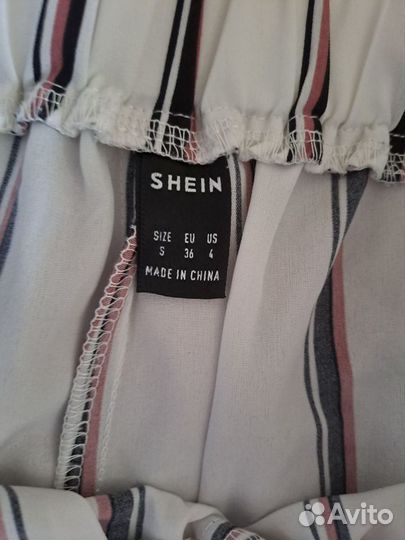 SHEIN
SIZE EU US
S 36 4
MADE IN CHINA
Avito